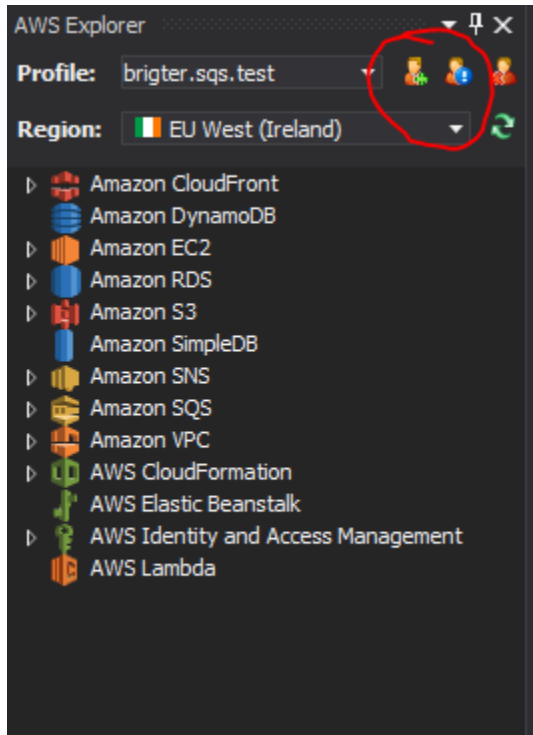 AWS Explorer
Profile: brigter.sqs.test
Region: EU West (Ireland)
Amazon CloudFront
Amazon DynamoDB
Amazon EC2
Amazon RDS
Amazon S3
Amazon SimpleDB
Amazon SNS
Amazon SQS
Amazon VPC
AWS CloudFormation
AWS Elastic Beanstalk
AWS Identity and Access Management
AWS Lambda